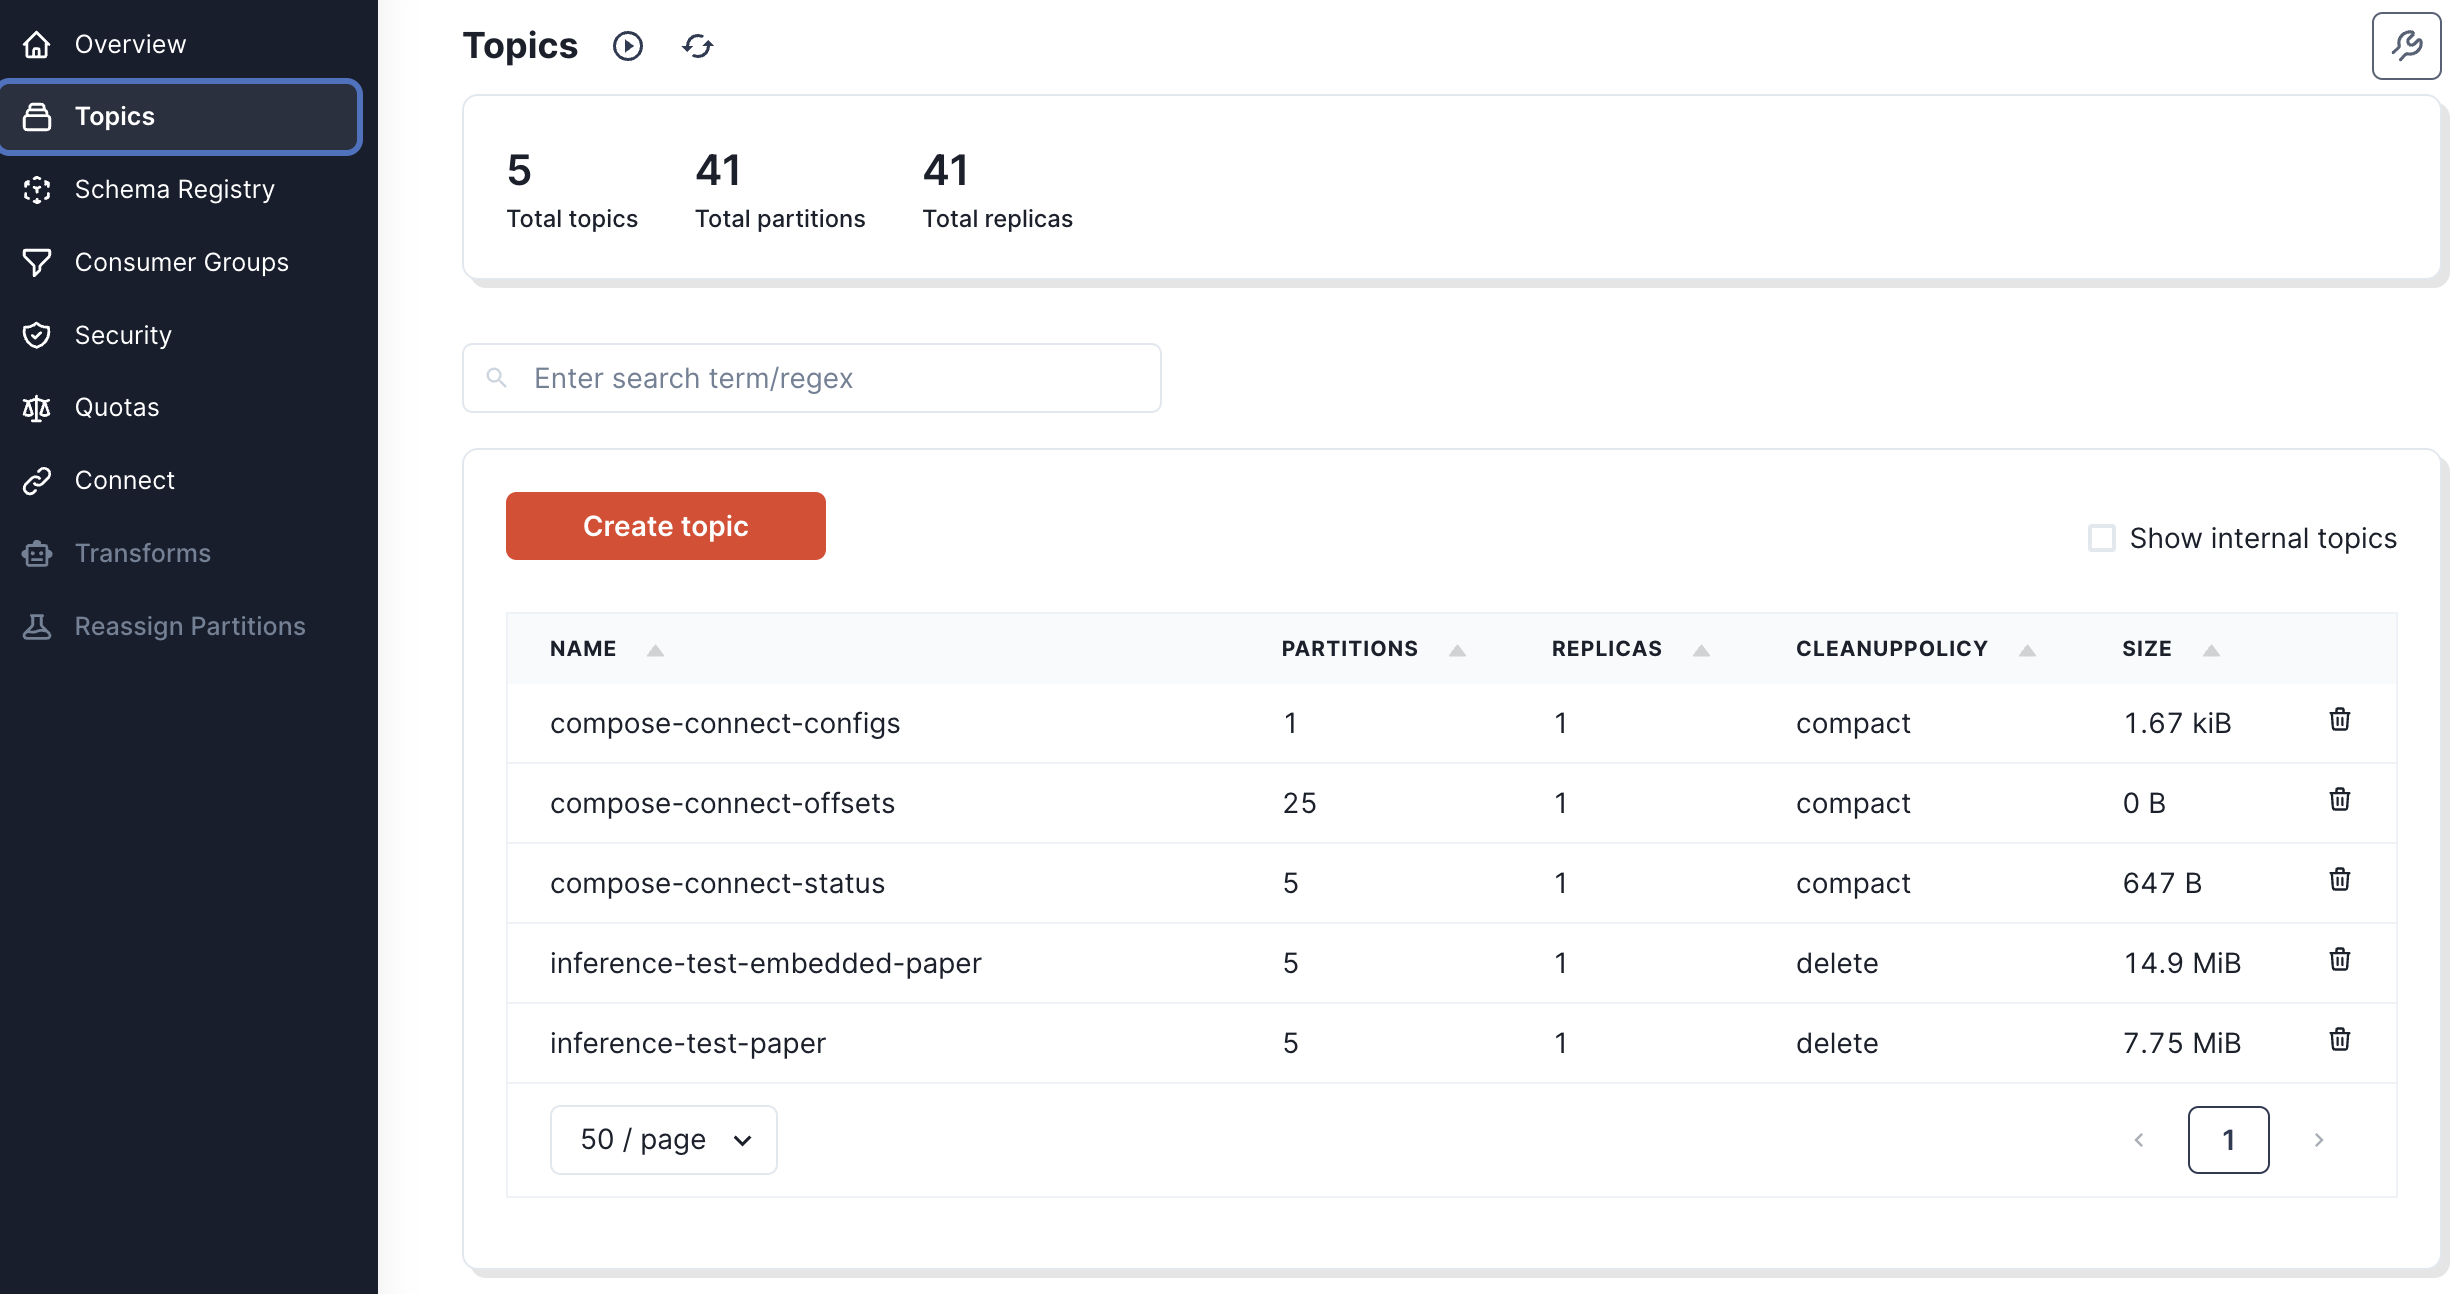 Overview
Topics
Schema Registry
Consumer Groups
Security
Quotas
Connect
Transforms
Reassign Partitions
Topics
5 41 41
Total topics Total partitions Total replicas
Enter search term/regex
Create topic
Show internal topics
NAME PARTITIONS REPLICAS CLEANUPPOLICY SIZE
compose-connect-configs 1 1 compact 1.67 kiB
compose-connect-offsets 25 1 compact 0 B
compose-connect-status 5 1 compact 647 B
inference-test-embedded-paper 5 1 delete 14.9 MiB
inference-test-paper 5 1 delete 7.75 MiB
50 / page 1